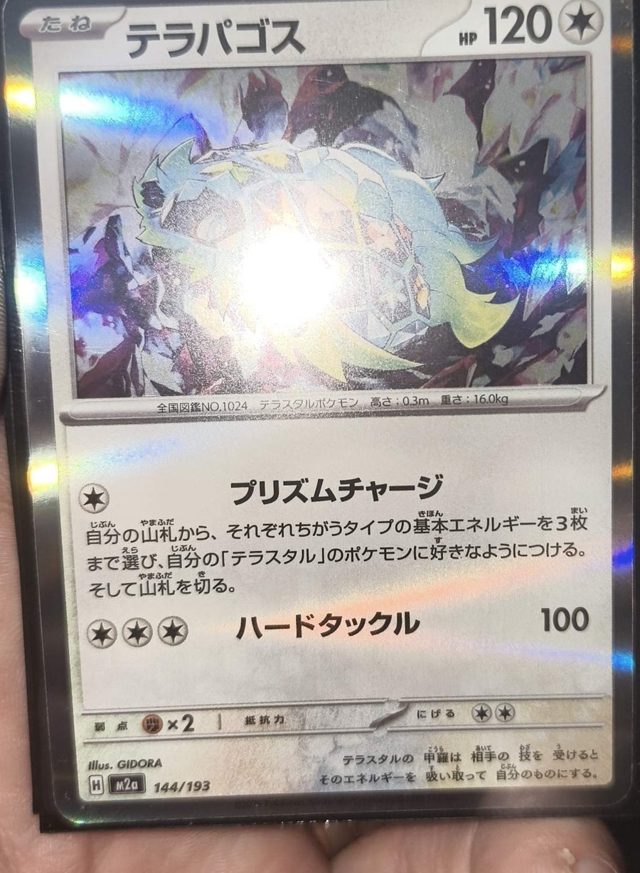 たね テラパゴス HP 120
全国図鑑NO.1024 テラスタルポケモン 高さ:0.3m 重さ:16.0kg
プリズムチャージ
自分の山札から、それぞれちがうタイプの基本エネルギーを3枚
まで選び、自分の「テラスタル」のポケモンに好きなようにつける。
そして山札を切る。
ハードタックル 100
弱点 ×2 抵抗力 にげる
テラスタルの 甲羅は 相手の 技を 受けると
そのエネルギーを 吸い取って 自分のものにする。
Illus. GIDORA
H M2a 144/193